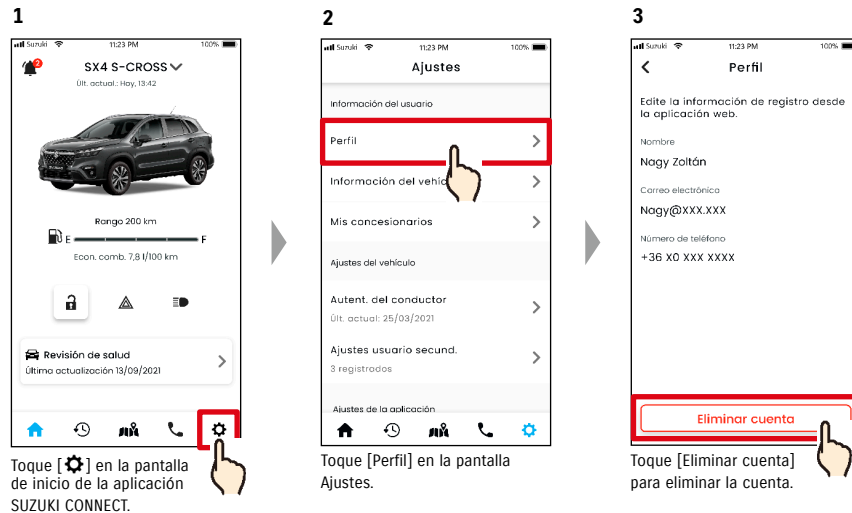 1
Suzuki 11:23 PM 100%
2
SX4 S-CROSS
Últ. actual.: Hoy, 13:42
Rango 200 km
E F
Econ. comb. 7,8 l/100 km
Revisión de salud
Última actualización 13/09/2021
Toque [ ] en la pantalla
de inicio de la aplicación
SUZUKI CONNECT.
2
Suzuki 11:23 PM 100%
Ajustes
Información del usuario
Perfil
Información del vehíc
Mis concesionarios
Ajustes del vehículo
Autent. del conductor
Últ. actual: 25/03/2021
Ajustes usuario secund.
3 registrados
Ajustes de la aplicación
Toque [Perfil] en la pantalla
Ajustes.
3
Suzuki 11:23 PM 100%
Perfil
Edite la información de registro desde
la aplicación web.
Nombre
Nagy Zoltán
Correo electrónico
Nagy@XXX.XXX
Número de teléfono
+36 X0 XXX XXXX
Eliminar cuenta
Toque [Eliminar cuenta]
para eliminar la cuenta.